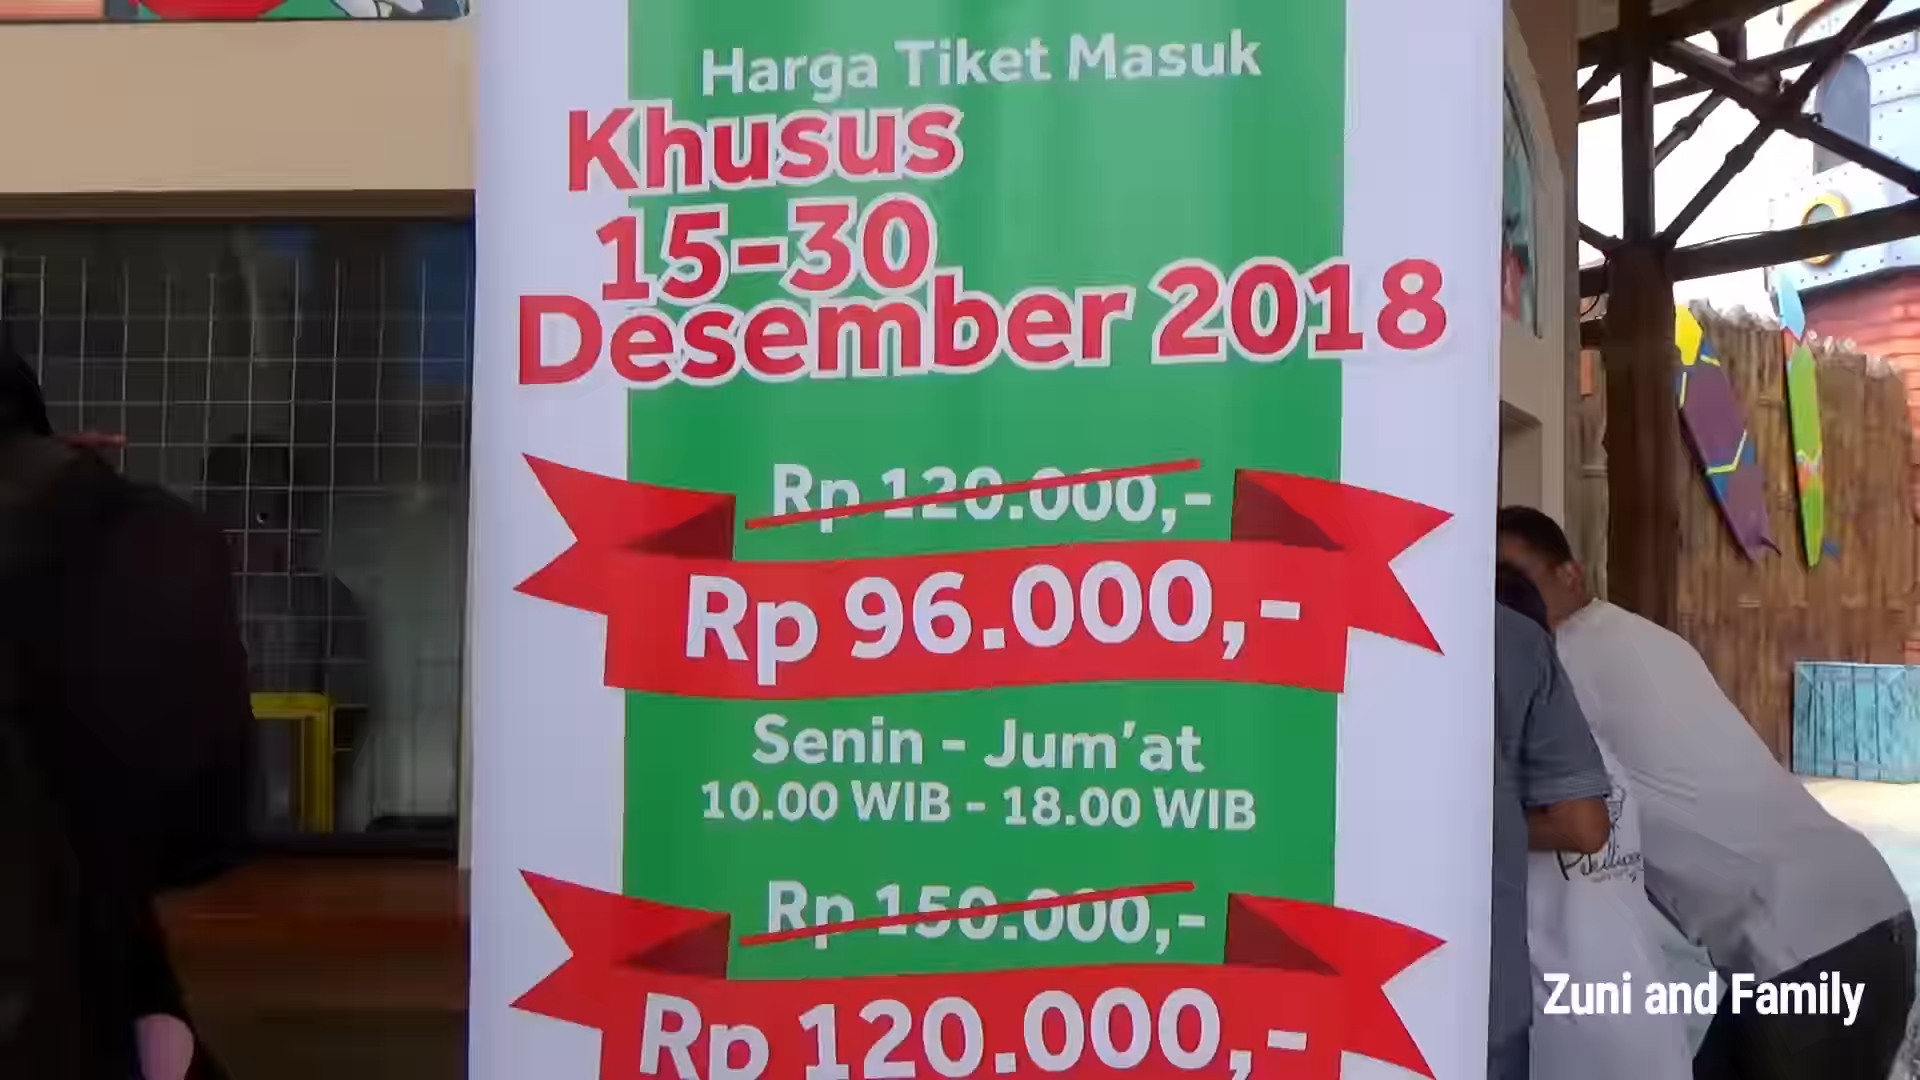 Harga Tiket Masuk
Khusus
15-30
Desember 2018
Rp 120.000,-
Rp 96.000,-
Senin - Jum'at
10.00 WIB - 18.00 WIB
Rp 150.000,-
Rp 120.000,-
Zuni and Family